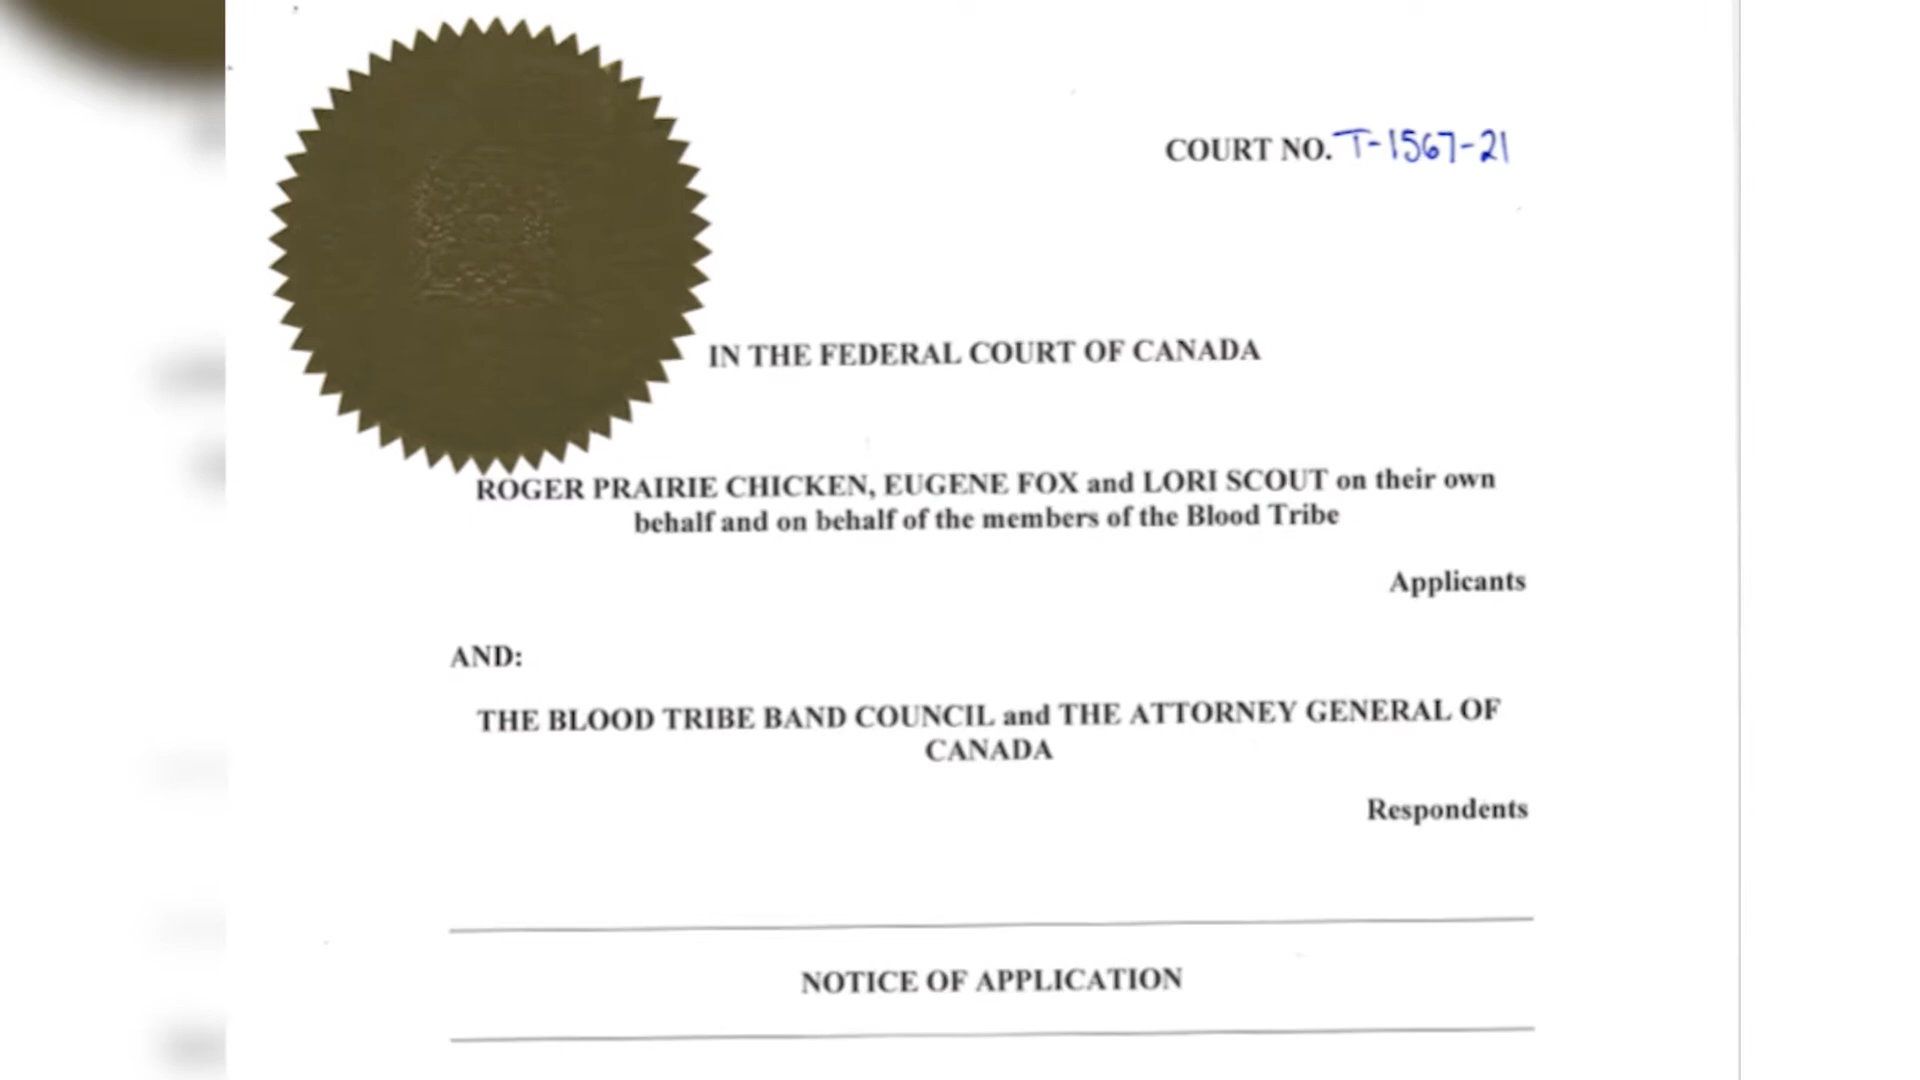 COURT NO. T-1567-21
IN THE FEDERAL COURT OF CANADA
ROGER PRAIRIE CHICKEN, EUGENE FOX and LORI SCOUT on their own
behalf and on behalf of the members of the Blood Tribe
Applicants
AND:
THE BLOOD TRIBE BAND COUNCIL and THE ATTORNEY GENERAL OF
CANADA
Respondents
NOTICE OF APPLICATION